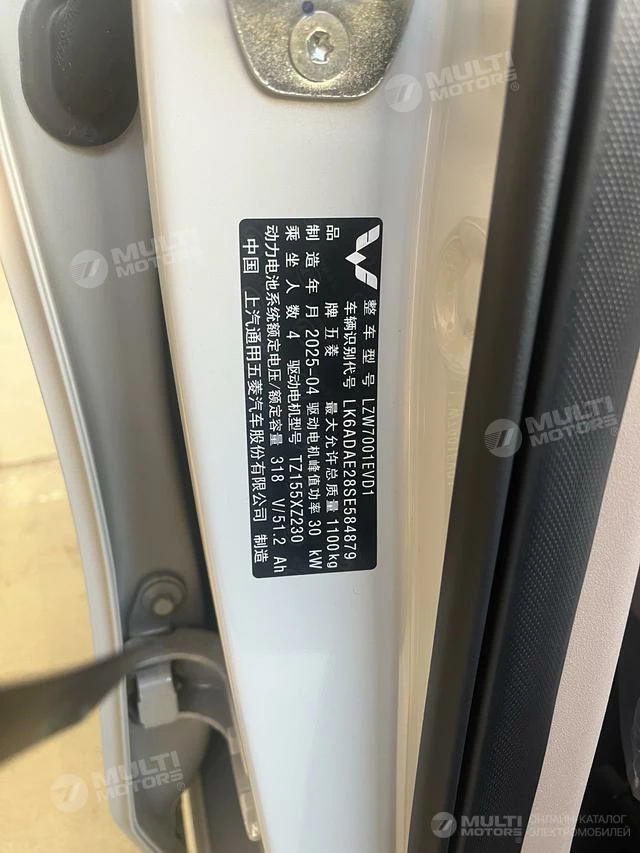 整车型号 LZW7001EVD1
车辆识别代号 LK6ADAE28SE584879
品 牌 五菱 最大允许总质量 1100kg
制造年月 2025-04 驱动电机峰值功率 30 kW
乘坐人数 4 驱动电机型号 TZ155XZ230
动力电池系统额定电压/额定容量 318 V/51.2 Ah
中国 上汽通用五菱汽车股份有限公司 制造
MULTI MOTORS®
MULTI MOTORS®
MULTI MOTORS®
MULTI MOTORS®
MULTI MOTORS® ОНЛАЙН-КАТАЛОГ ЭЛЕКТРОМОБИЛЕЙ